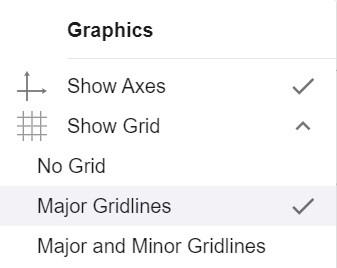 Graphics
Show Axes
Show Grid
No Grid
Major Gridlines
Major and Minor Gridlines